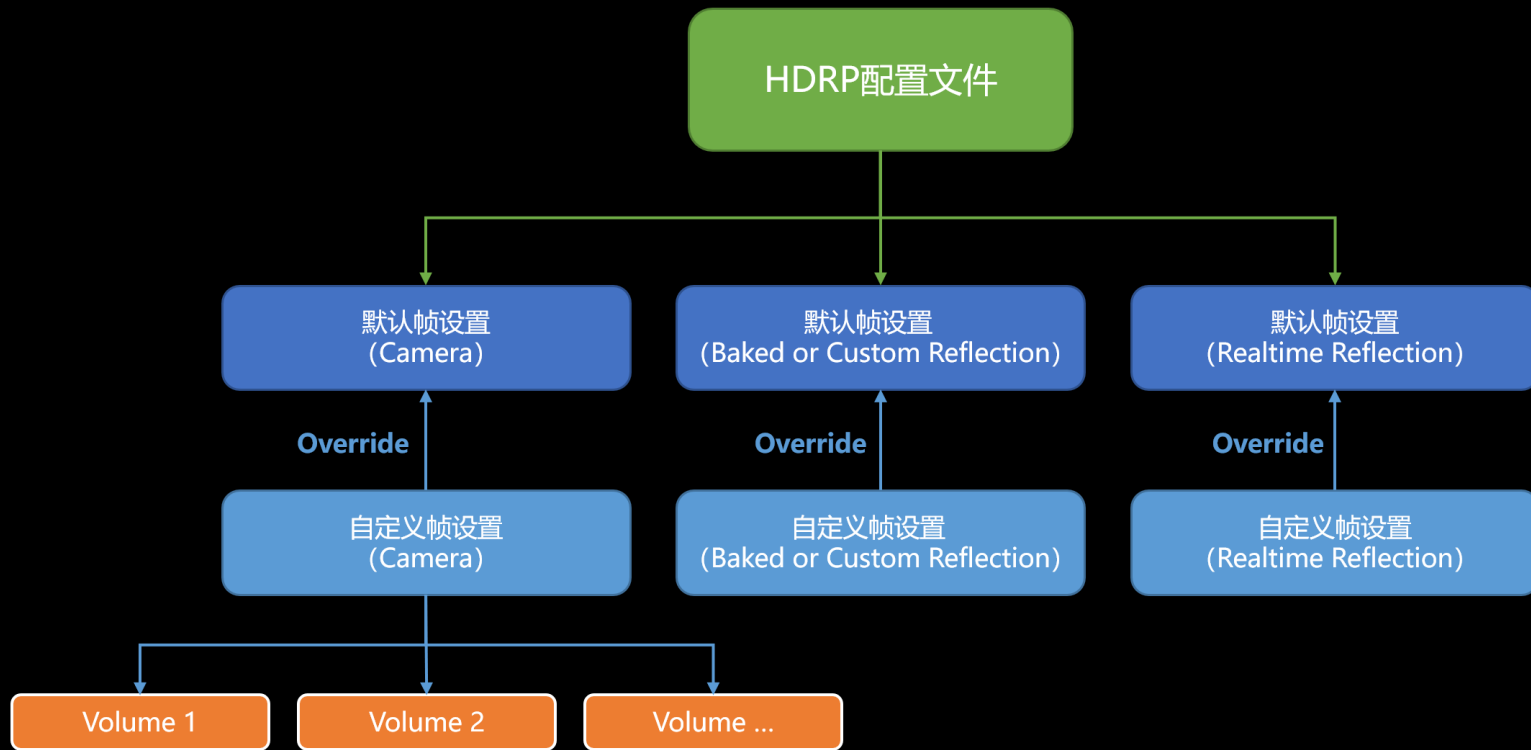 HDRP配置文件
默认帧设置
（Camera）
默认帧设置
（Baked or Custom Reflection）
默认帧设置
（Realtime Reflection）
Override
Override
Override
自定义帧设置
（Camera）
自定义帧设置
（Baked or Custom Reflection）
自定义帧设置
（Realtime Reflection）
Volume 1
Volume 2
Volume ...